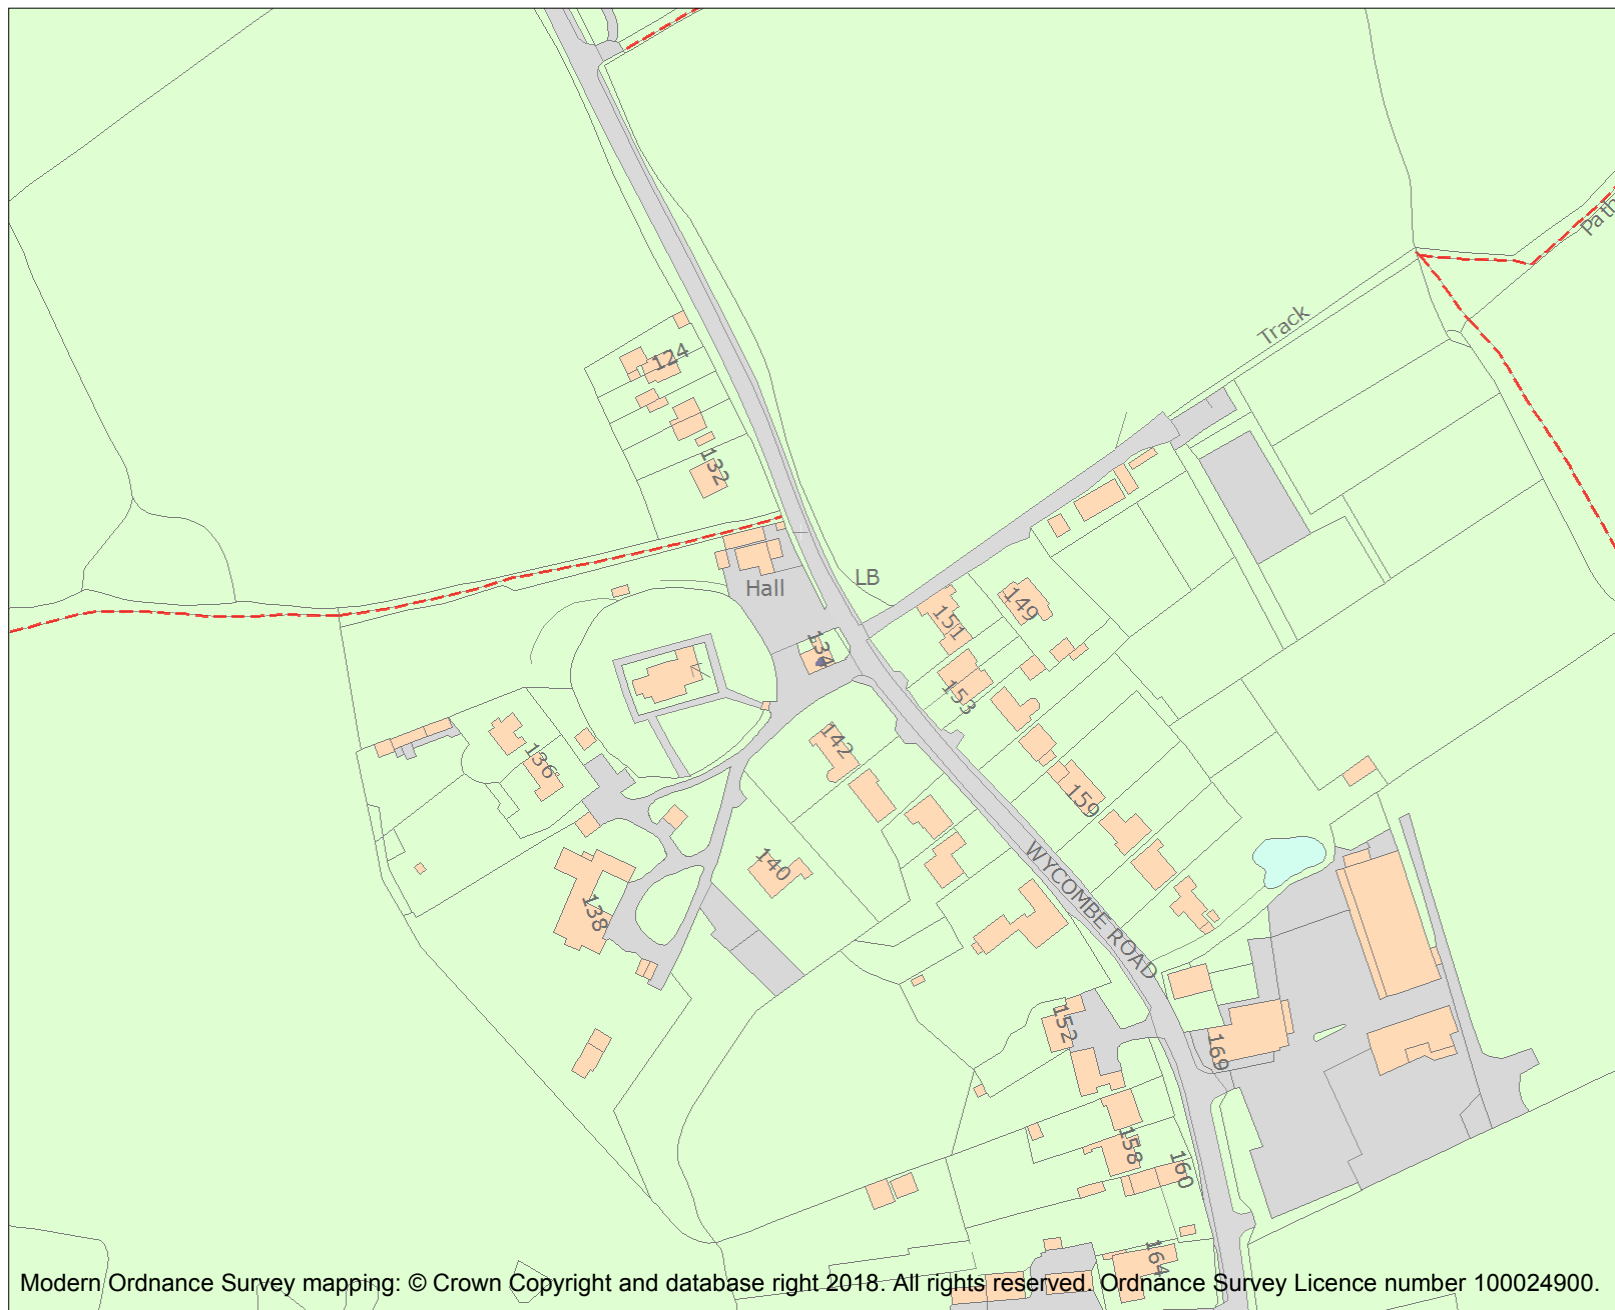 Path
Track
124
132
LB
Hall
151
149
134
153
142
136
159
140
WYCOMBE ROAD
138
152
169
158
160
164
Modern Ordnance Survey mapping: © Crown Copyright and database right 2018. All rights reserved. Ordnance Survey Licence number 100024900.